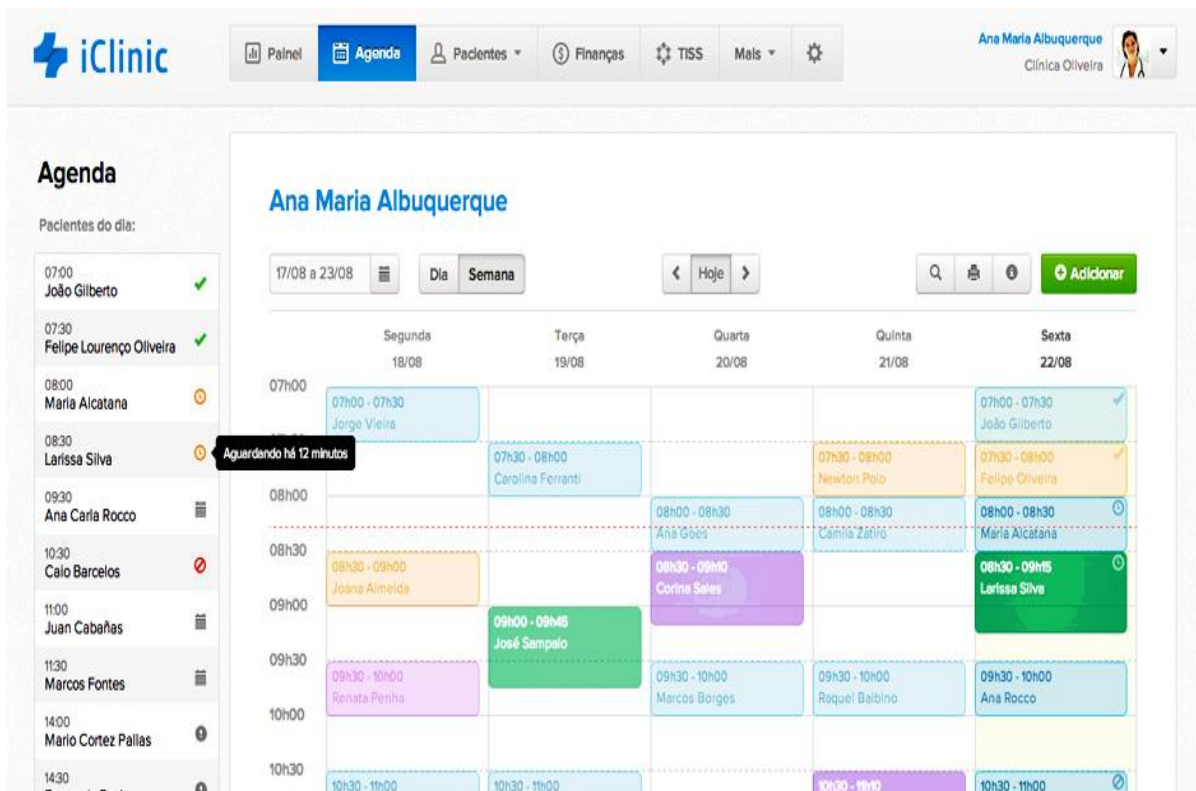 iClinic
Painel
Agenda
Pacientes
Finanças
TISS
Mais
Ana Maria Albuquerque
Clínica Oliveira
Agenda
Pacientes do dia:
07:00
João Gilberto
07:30
Felipe Lourenço Oliveira
08:00
Maria Alcatana
08:30
Larissa Silva
Aguardando há 12 minutos
09:30
Ana Carla Rocco
10:30
Caio Barcelos
11:00
Juan Cabañas
11:30
Marcos Fontes
14:00
Mario Cortez Pallas
14:30
Ana Maria Albuquerque
17/08 a 23/08
Dia
Semana
Hoje
Adicionar
Segunda
18/08
Terça
19/08
Quarta
20/08
Quinta
21/08
Sexta
22/08
07h00
07h00 - 07h30
Jorge Vieira
07h00 - 07h30
João Gilberto
07h30 - 08h00
Carolina Ferranti
07h30 - 08h00
Newton Polo
07h30 - 08h00
Felipe Oliveira
08h00
08h00 - 08h30
Ana Goes
08h00 - 08h30
Camila Zatiro
08h00 - 08h30
Maria Alcatana
08h30
08h30 - 09h00
Joana Almeida
08h30 - 09h10
Corina Sales
08h30 - 09h15
Larissa Silva
09h00
09h00 - 09h45
José Sampaio
09h30
09h30 - 10h00
Renata Penha
09h30 - 10h00
Marcos Borges
09h30 - 10h00
Raquel Balbino
09h30 - 10h00
Ana Rocco
10h00
10h30
10h30 - 11h00
10h30 - 11h00
10h30 - 11h10
10h30 - 11h00